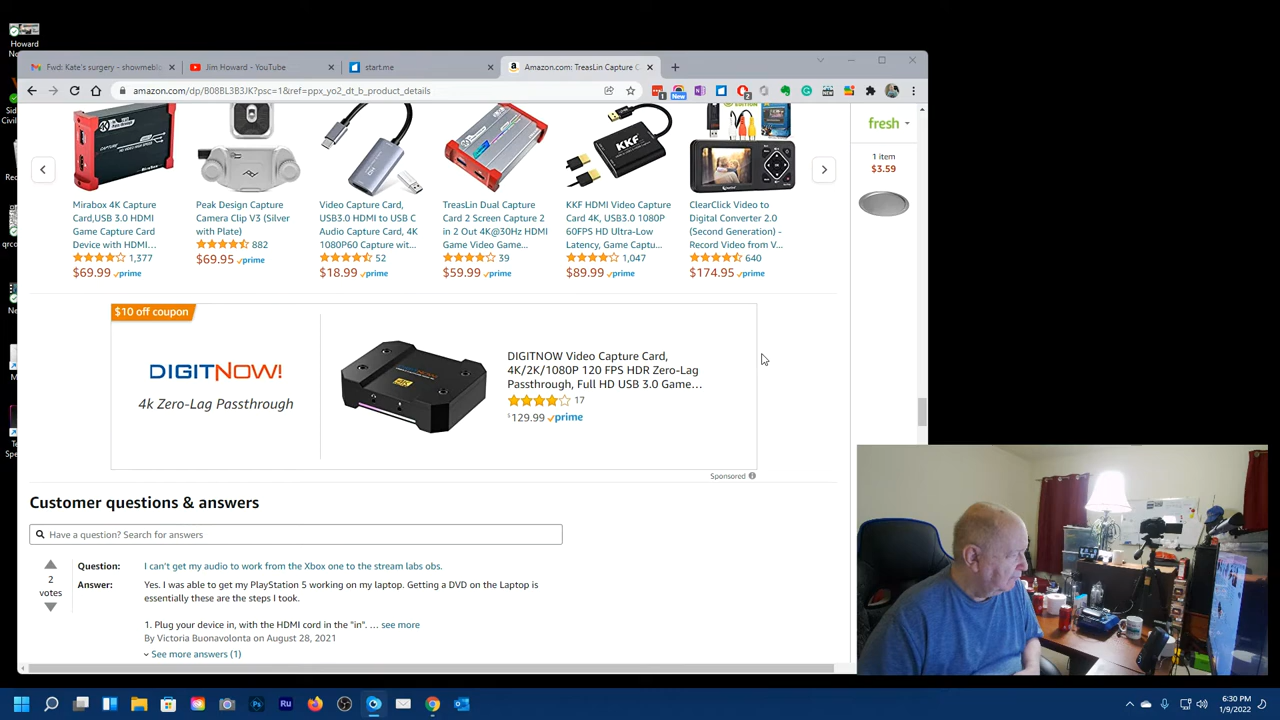 Howard
No
Fwd: Kate's surgery - showmeblo
Jim Howard - YouTube
start.me
Amazon.com: TreasLin Capture C
amazon.com/dp/B08BL3B3JK?psc=1&ref=ppx_yo2_dt_b_product_details
fresh
1 item
$3.59
Mirabox 4K Capture
Card,USB 3.0 HDMI
Game Capture Card
Device with HDMI...
1,377
$69.99 prime
Peak Design Capture
Camera Clip V3 (Silver
with Plate)
882
$69.95 prime
Video Capture Card,
USB3.0 HDMI to USB C
Audio Capture Card, 4K
1080P60 Capture wit...
52
$18.99 prime
TreasLin Dual Capture
Card 2 Screen Capture 2
in 2 Out 4K@30Hz HDMI
Game Video Game...
39
$59.99 prime
KKF
KKF HDMI Video Capture
Card 4K, USB3.0 1080P
60FPS HD Ultra-Low
Latency, Game Captu...
1,047
$89.99 prime
ClearClick Video to
Digital Converter 2.0
(Second Generation) -
Record Video from V...
640
$174.95 prime
$10 off coupon
DIGITNOW!
4k Zero-Lag Passthrough
DIGITNOW Video Capture Card,
4K/2K/1080P 120 FPS HDR Zero-Lag
Passthrough, Full HD USB 3.0 Game...
17
$129.99 prime
Sponsored
Customer questions & answers
Have a question? Search for answers
2
votes
Question: I can't get my audio to work from the Xbox one to the stream labs obs.
Answer: Yes. I was able to get my PlayStation 5 working on my laptop. Getting a DVD on the Laptop is
essentially these are the steps I took.
1. Plug your device in, with the HDMI cord in the "in". ... see more
By Victoria Buonavolonta on August 28, 2021
See more answers (1)
Ps
Ru
6:30 PM
1/9/2022